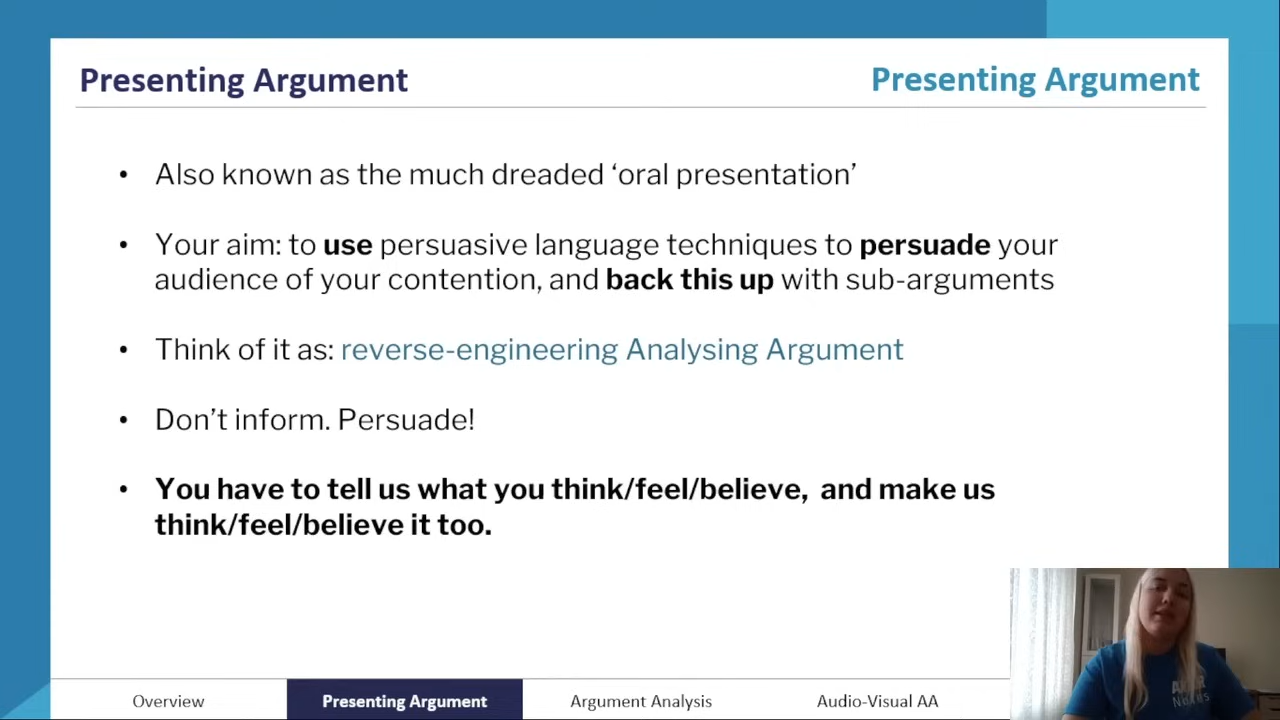 Presenting Argument
Presenting Argument
• Also known as the much dreaded ‘oral presentation’
• Your aim: to use persuasive language techniques to persuade your
audience of your contention, and back this up with sub-arguments
• Think of it as: reverse-engineering Analysing Argument
• Don’t inform. Persuade!
• You have to tell us what you think/feel/believe,  and make us
think/feel/believe it too.
Overview
Presenting Argument
Argument Analysis
Audio-Visual AA